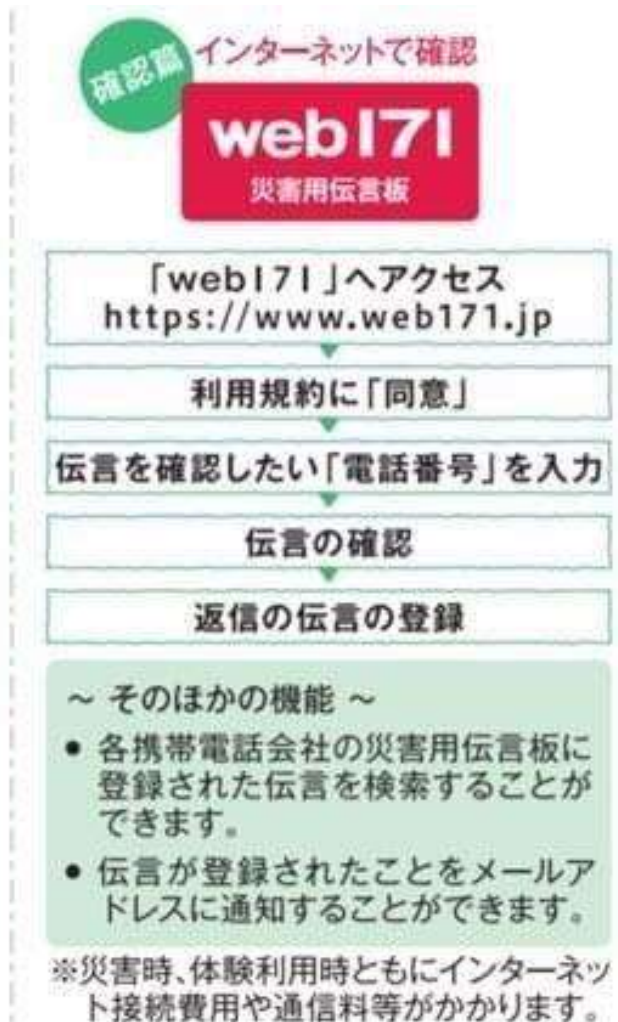 確認篇
インターネットで確認
web171
災害用伝言板
「web171」へアクセス
https://www.web171.jp
利用規約に「同意」
伝言を確認したい「電話番号」を入力
伝言の確認
返信の伝言の登録
～ そのほかの機能 ～
● 各携帯電話会社の災害用伝言板に
登録された伝言を検索することが
できます。
● 伝言が登録されたことをメールア
ドレスに通知することができます。
※災害時、体験利用時ともにインターネッ
ト接続費用や通信料等がかかります。